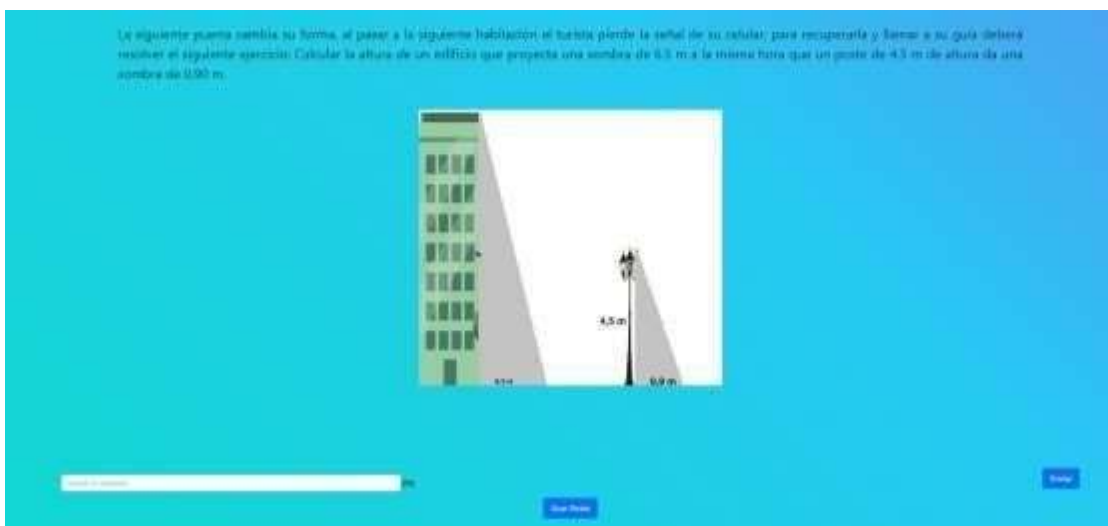 La siguiente puerta cambia su forma, al pasar a la siguiente habitación el turista pierde la señal de su celular, para recuperarla y llamar a su guía deberá
resolver el siguiente ejercicio: Calcular la altura de un edificio que proyecta una sombra de 6.5 m a la misma hora que un poste de 4.5 m de altura da una
sombra de 0.90 m.
4,5 m
0,9 m
Enviar